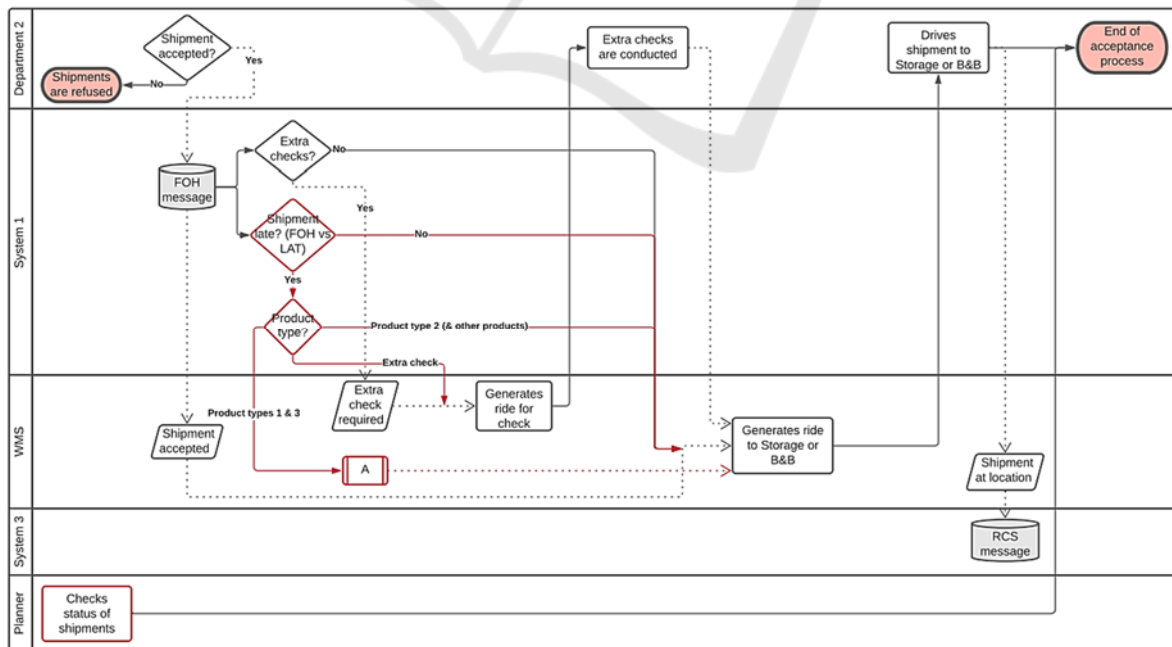 Department 2
Shipment
accepted?
Yes
No
Shipments
are refused
Extra checks
are conducted
Drives
shipment to
Storage or B&B
End of
acceptance
process
System 1
FOH
message
Extra
checks?
No
Yes
Shipment
late? (FOH vs
LAT)
No
Yes
Product
type?
Product type 2 (& other products)
Extra check
WMS
Product types 1 & 3
Shipment
accepted
Extra
check
required
Generates
ride for
check
A
Generates ride
to Storage or
B&B
Shipment
at location
System 3
RCS
message
Planner
Checks
status of
shipments